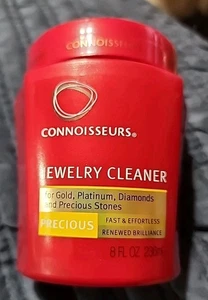 CONNOISSEURS
CONNOISSEURS®
JEWELRY CLEANER
for Gold, Platinum, Diamonds
and Precious Stones
PRECIOUS
FAST & EFFORTLESS
RENEWED BRILLIANCE
8 FL OZ 236ml